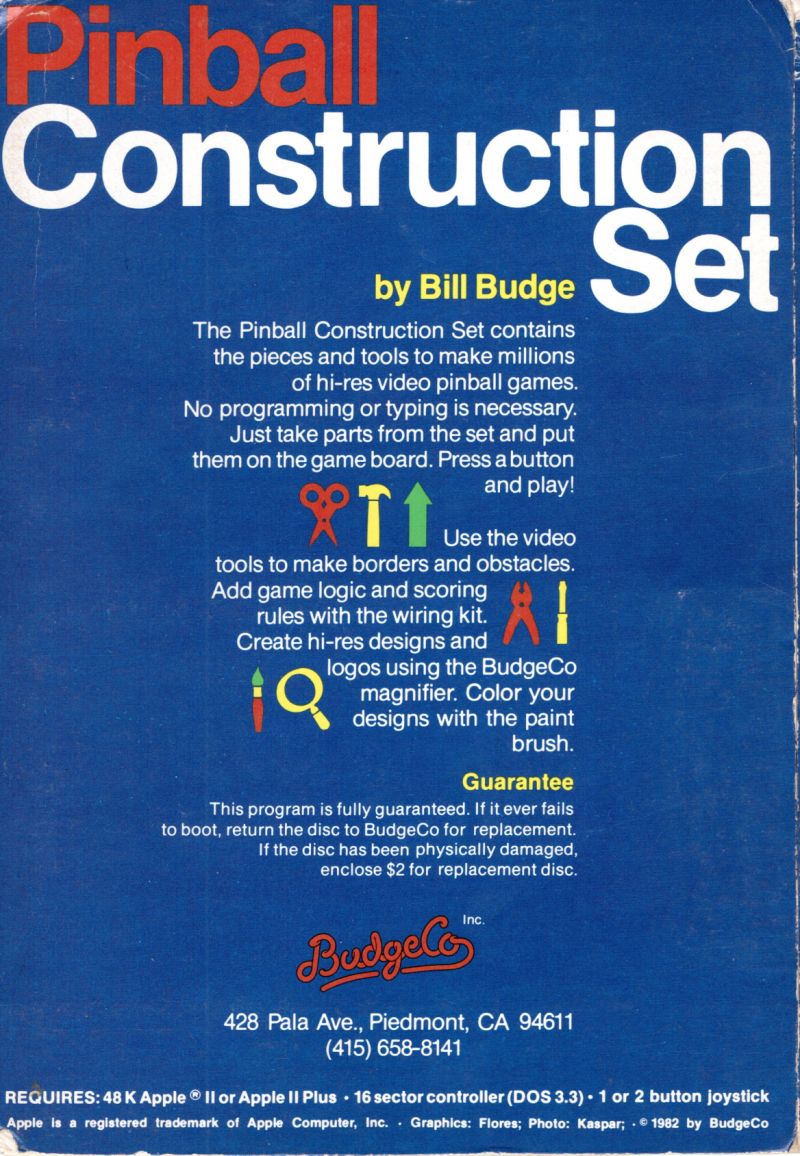 Pinball
Construction
Set
by Bill Budge
The Pinball Construction Set contains
the pieces and tools to make millions
of hi-res video pinball games.
No programming or typing is necessary.
Just take parts from the set and put
them on the game board. Press a button
and play!
Use the video
tools to make borders and obstacles.
Add game logic and scoring
rules with the wiring kit.
Create hi-res designs and
logos using the BudgeCo
magnifier. Color your
designs with the paint
brush.
Guarantee
This program is fully guaranteed. If it ever fails
to boot, return the disc to BudgeCo for replacement.
If the disc has been physically damaged,
enclose $2 for replacement disc.
BudgeCo Inc.
428 Pala Ave., Piedmont, CA 94611
(415) 658-8141
REQUIRES: 48 K Apple ® II or Apple II Plus · 16 sector controller (DOS 3.3) · 1 or 2 button joystick
Apple is a registered trademark of Apple Computer, Inc. · Graphics: Flores; Photo: Kaspar; · © 1982 by BudgeCo